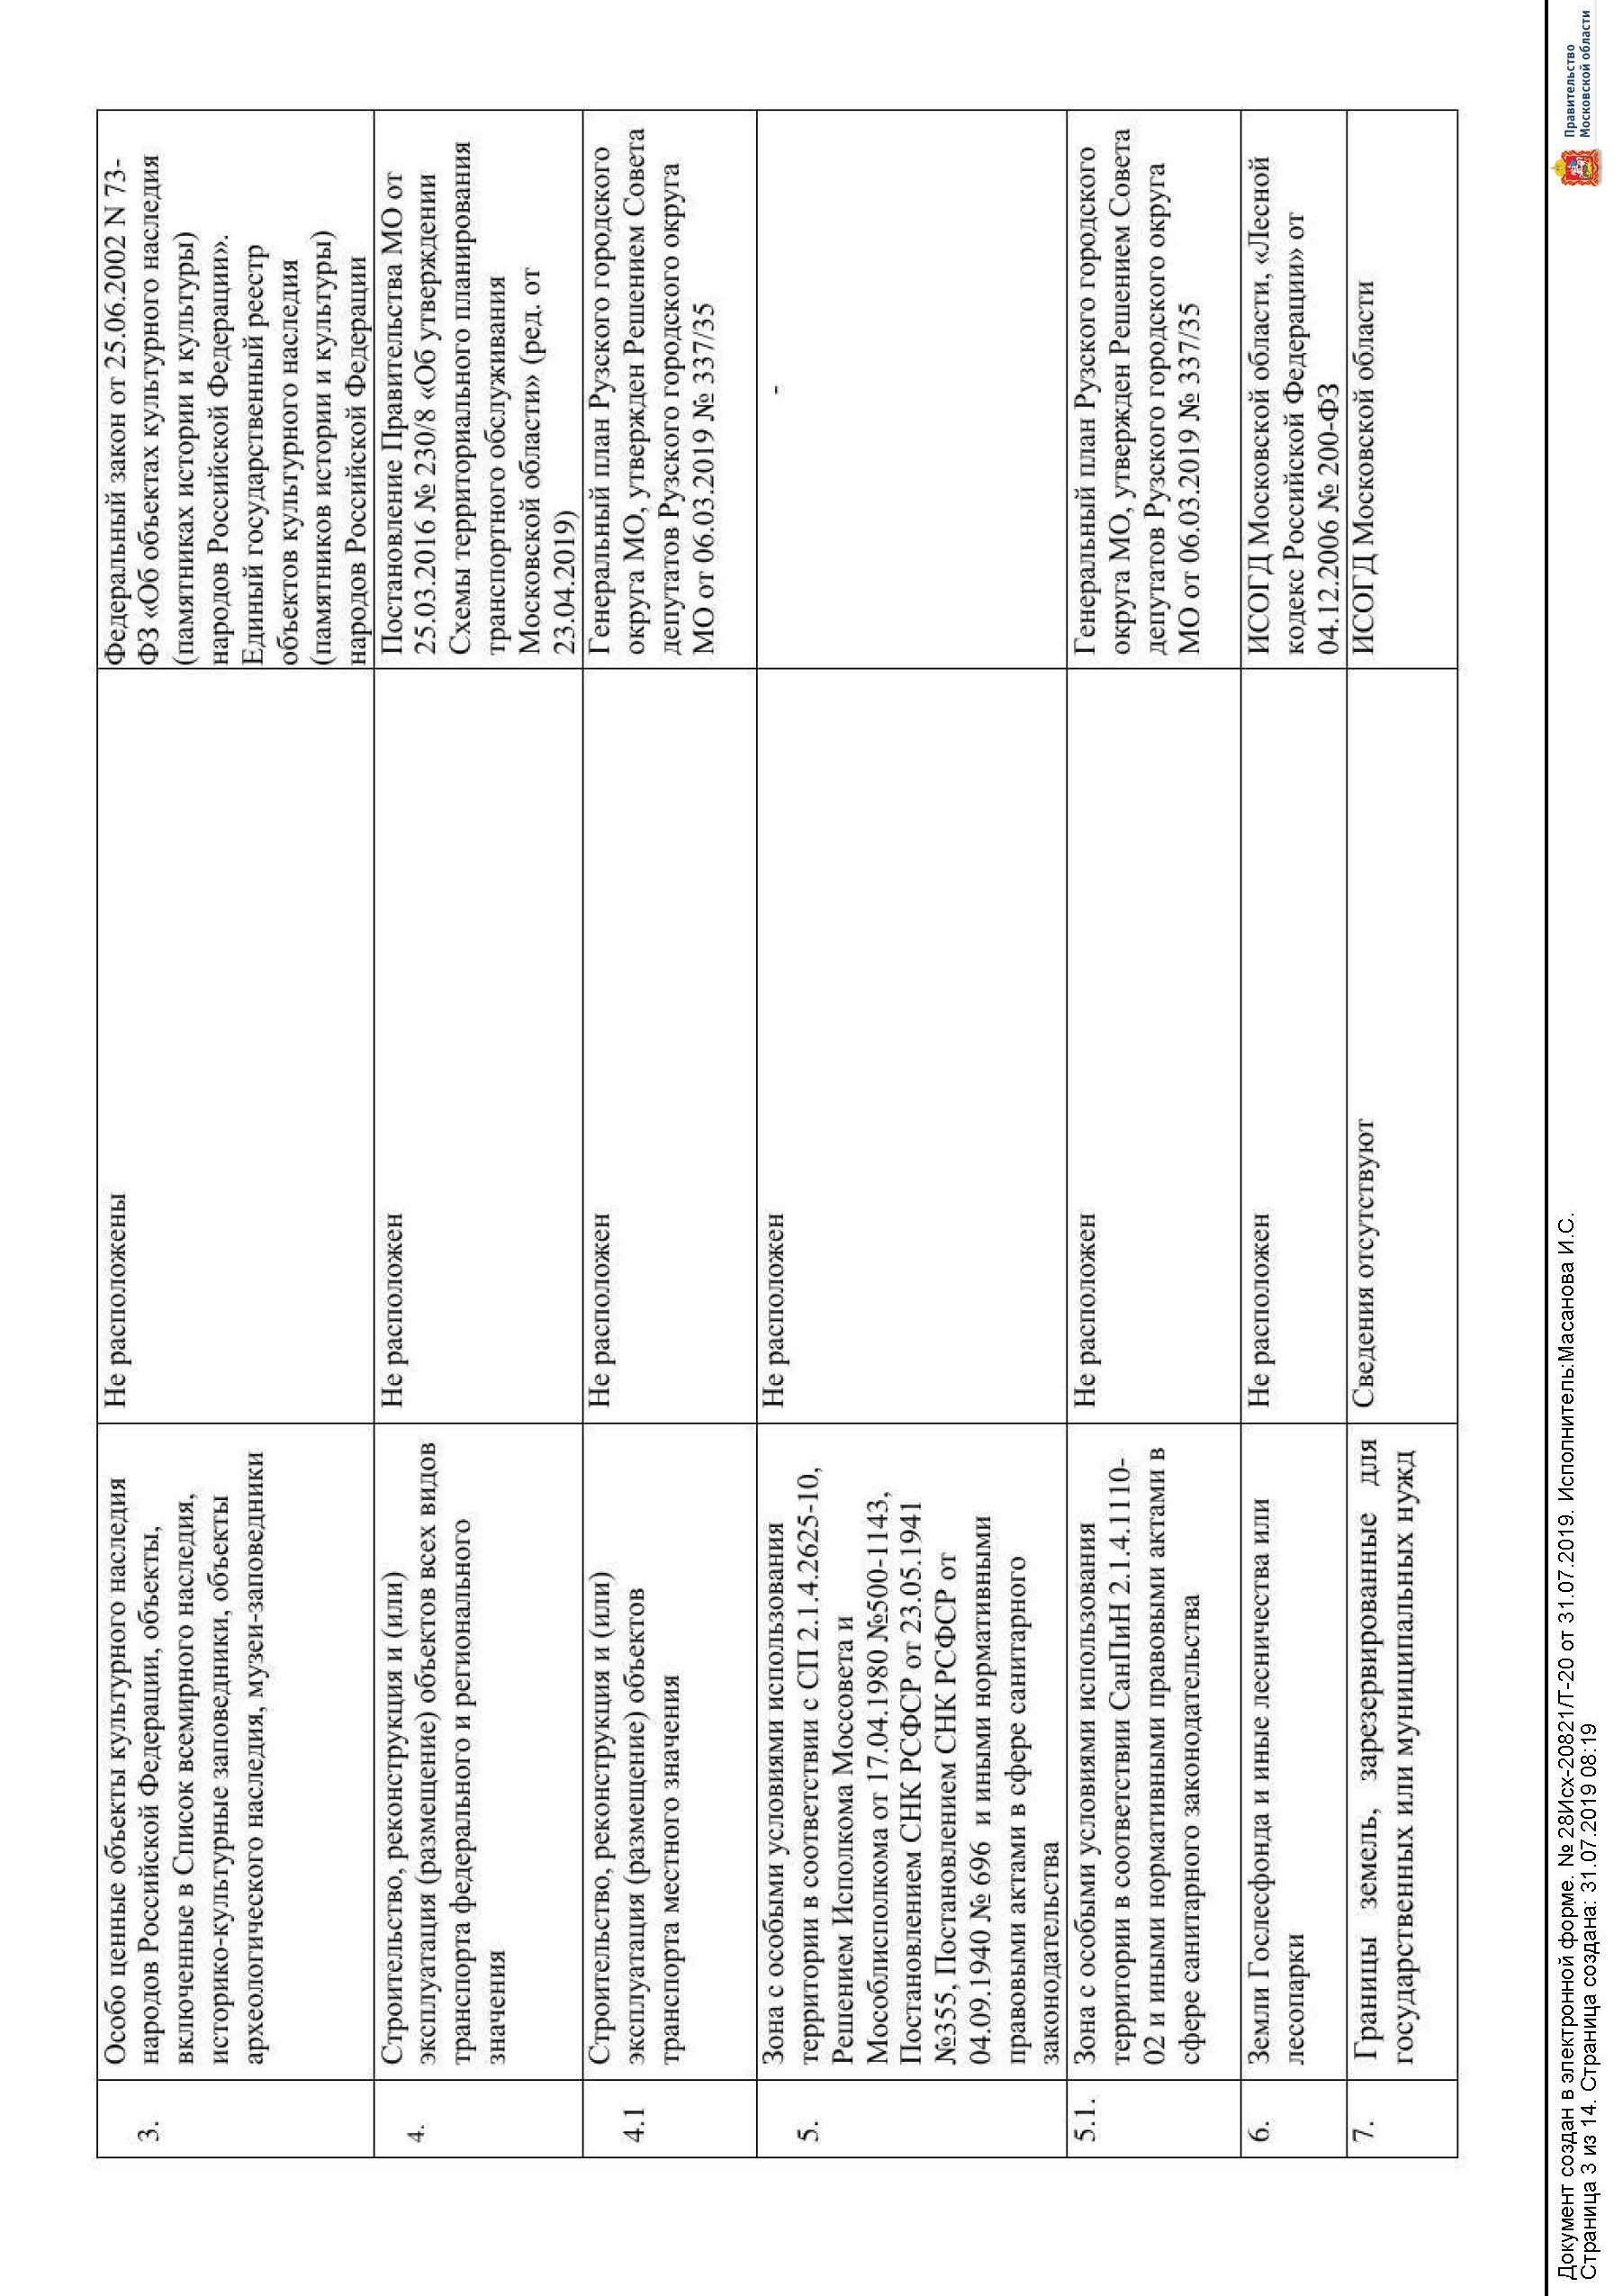 3.
Особо ценные объекты культурного наследия
народов Российской Федерации, объекты,
включенные в Список всемирного наследия,
историко-культурные заповедники, объекты
археологического наследия, музеи-заповедники
Не расположены
Федеральный закон от 25.06.2002 N 73-
ФЗ «Об объектах культурного наследия
(памятниках истории и культуры)
народов Российской Федерации».
Единый государственный реестр
объектов культурного наследия
(памятников истории и культуры)
народов Российской Федерации
4.
Строительство, реконструкция и (или)
эксплуатация (размещение) объектов всех видов
транспорта федерального и регионального
значения
Не расположен
Постановление Правительства МО от
25.03.2016 № 230/8 «Об утверждении
Схемы территориального планирования
транспортного обслуживания
Московской области» (ред. от
23.04.2019)
4.1
Строительство, реконструкция и (или)
эксплуатация (размещение) объектов
транспорта местного значения
Не расположен
Генеральный план Рузского городского
округа МО, утвержден Решением Совета
депутатов Рузского городского округа
МО от 06.03.2019 № 337/35
5.
Зона с особыми условиями использования
территории в соответствии с СП 2.1.4.2625-10,
Решением Исполкома Моссовета и
Мособлисполкома от 17.04.1980 №500-1143,
Постановлением СНК РСФСР от 23.05.1941
№355, Постановлением СНК РСФСР от
04.09.1940 № 696 и иными нормативными
правовыми актами в сфере санитарного
законодательства
Не расположен
-
5.1.
Зона с особыми условиями использования
территории в соответствии СанПиН 2.1.4.1110-
02 и иными нормативными правовыми актами в
сфере санитарного законодательства
Не расположен
Генеральный план Рузского городского
округа МО, утвержден Решением Совета
депутатов Рузского городского округа
МО от 06.03.2019 № 337/35
6.
Земли Гослесфонда и иные лесничества или
лесопарки
Не расположен
ИСОГД Московской области, «Лесной
кодекс Российской Федерации» от
04.12.2006 № 200-ФЗ
7.
Границы земель, зарезервированные для
государственных или муниципальных нужд
Сведения отсутствуют
ИСОГД Московской области
Документ создан в электронной форме. № 28Исх-20821/Т-20 от 31.07.2019. Исполнитель:Масанова И.С.
Страница 3 из 14. Страница создана: 31.07.2019 08:19
Правительство
Московской области